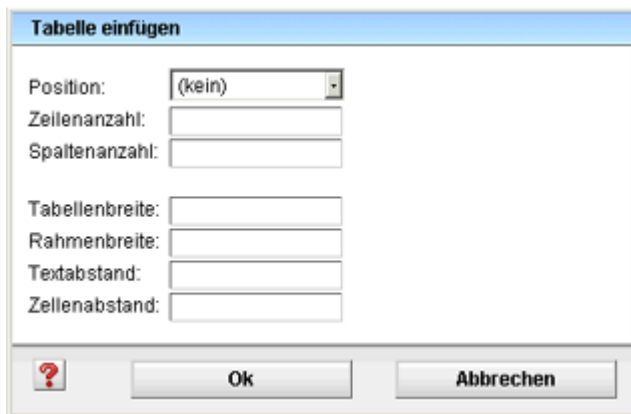 Tabelle einfügen
Position: (kein)
Zeilenanzahl:
Spaltenanzahl:
Tabellenbreite:
Rahmenbreite:
Textabstand:
Zellenabstand:
? Ok Abbrechen